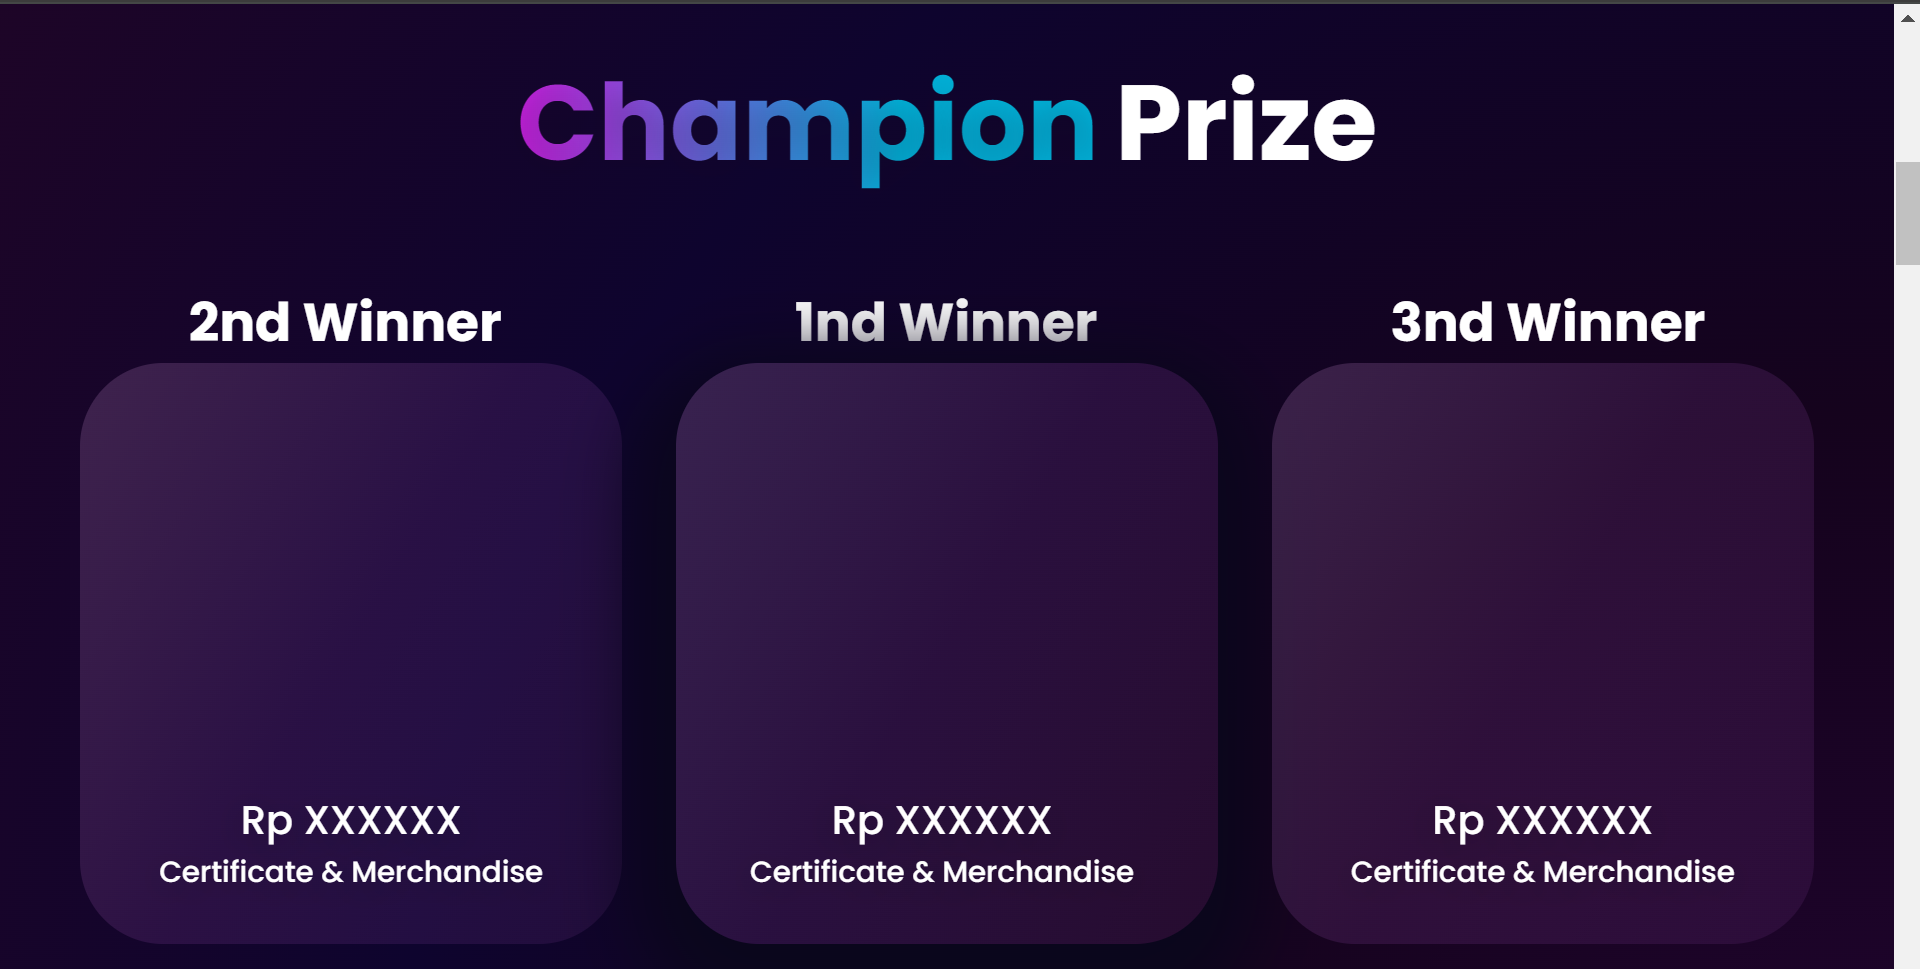 Champion Prize
2nd Winner
Rp XXXXXX
Certificate & Merchandise
1nd Winner
Rp XXXXXX
Certificate & Merchandise
3nd Winner
Rp XXXXXX
Certificate & Merchandise